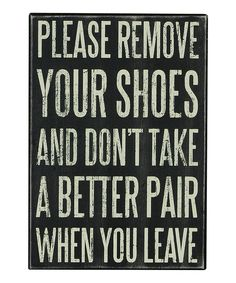 PLEASE REMOVE
YOUR SHOES
AND DON'T TAKE
A BETTER PAIR
WHEN YOU LEAVE